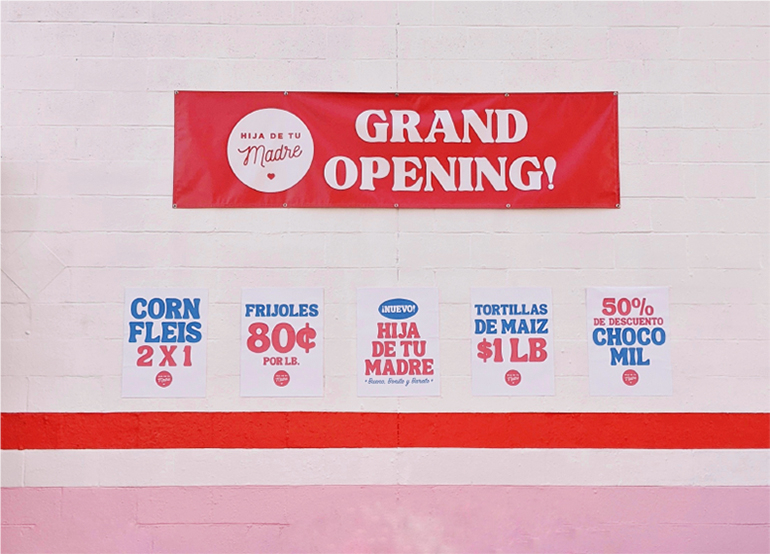 HIJA DE TU
Madre
GRAND
OPENING!
CORN
FLEIS
2 X 1
FRIJOLES
80¢
POR LB.
¡NUEVO!
HIJA
DE TU
MADRE
• Bueno, Bonito y Barato •
TORTILLAS
DE MAIZ
$1 LB
50%
DE DESCUENTO
CHOCO
MIL